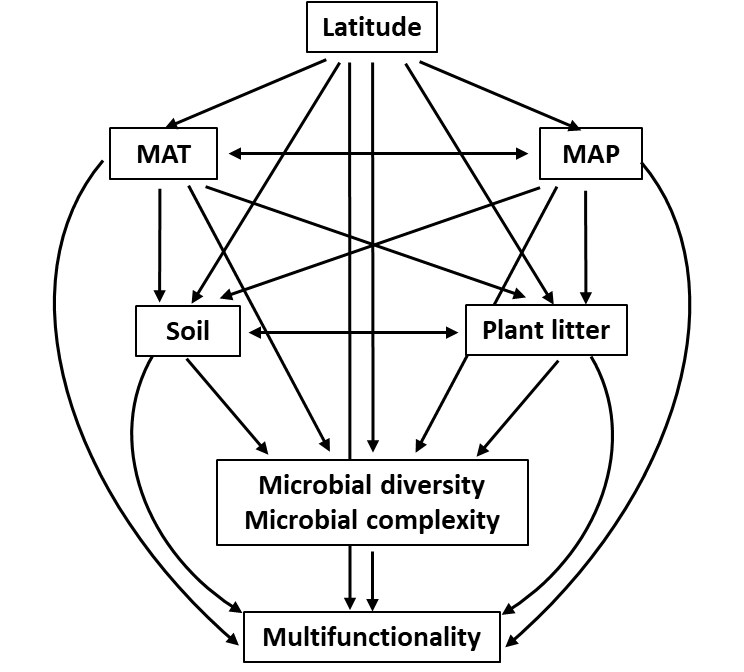 Latitude
MAT
MAP
Soil
Plant litter
Microbial diversity
Microbial complexity
Multifunctionality